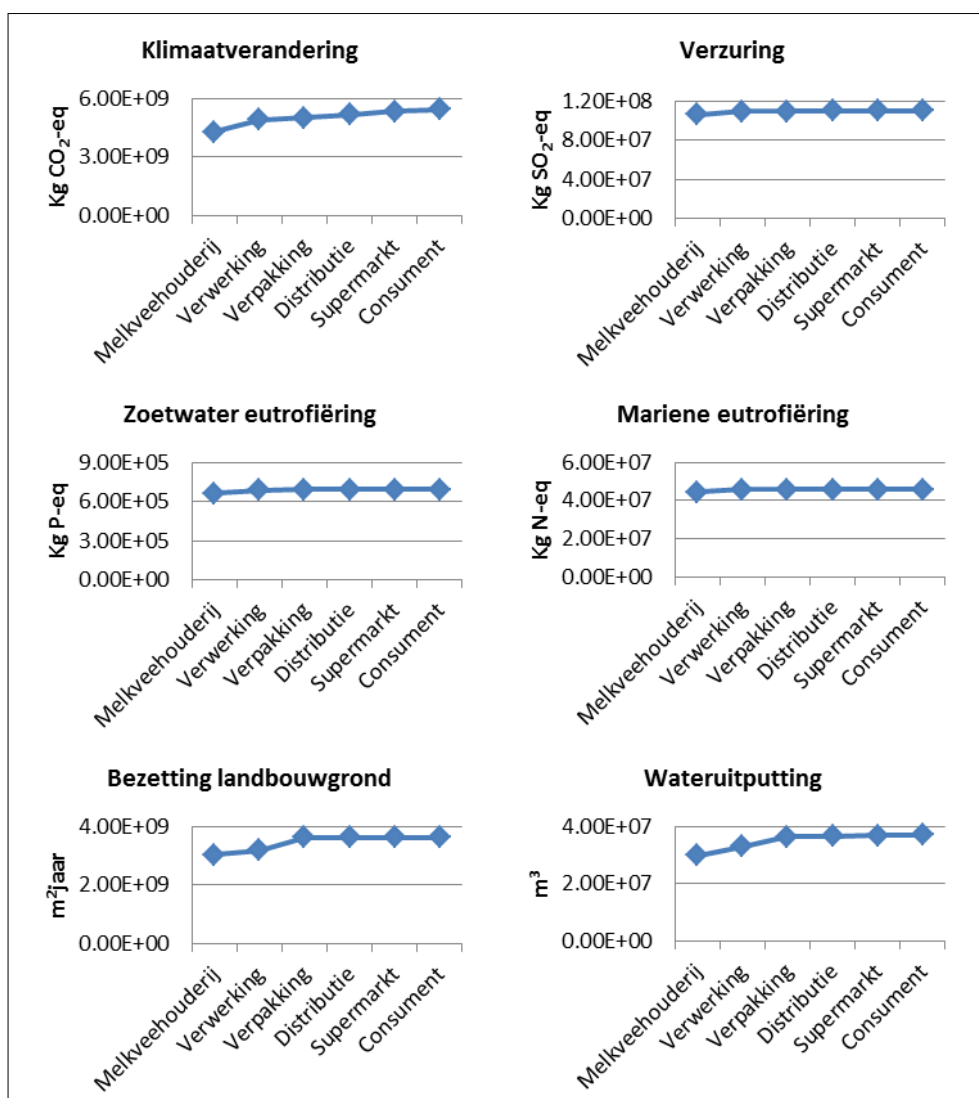 Klimaatverandering
Kg CO₂-eq
6.00E+09
3.00E+09
0.00E+00
Melkveehouderij
Verwerking
Verpakking
Distributie
Supermarkt
Consument
Verzuring
Kg SO₂-eq
1.20E+08
8.00E+07
4.00E+07
0.00E+00
Melkveehouderij
Verwerking
Verpakking
Distributie
Supermarkt
Consument
Zoetwater eutrofiëring
Kg P-eq
9.00E+05
6.00E+05
3.00E+05
0.00E+00
Melkveehouderij
Verwerking
Verpakking
Distributie
Supermarkt
Consument
Mariene eutrofiëring
Kg N-eq
6.00E+07
4.00E+07
2.00E+07
0.00E+00
Melkveehouderij
Verwerking
Verpakking
Distributie
Supermarkt
Consument
Bezetting landbouwgrond
m²jaar
4.00E+09
2.00E+09
0.00E+00
Melkveehouderij
Verwerking
Verpakking
Distributie
Supermarkt
Consument
Wateruitputting
m³
4.00E+07
2.00E+07
0.00E+00
Melkveehouderij
Verwerking
Verpakking
Distributie
Supermarkt
Consument